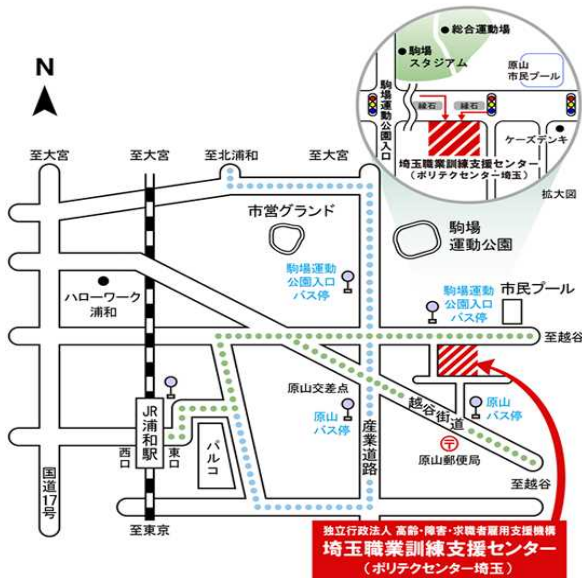 総合運動場
駒場
スタジアム
原山
市民プール
縁石
縁石
駒場運動公園入口
ケーズデンキ
埼玉職業訓練支援センター
（ポリテクセンター埼玉）
拡大図
N
至大宮
至大宮
至北浦和
至大宮
市営グランド
駒場
運動公園
駒場運動
公園入口
バス停
駒場運動
公園入口
バス停
市民プール
ハローワーク
浦和
至越谷
原山交差点
原山
バス停
越谷街道
原山
バス停
JR
浦和駅
西口
東口
パルコ
産業道路
原山郵便局
国道17号
至越谷
至東京
独立行政法人 高齢・障害・求職者雇用支援機構
埼玉職業訓練支援センター
（ポリテクセンター埼玉）